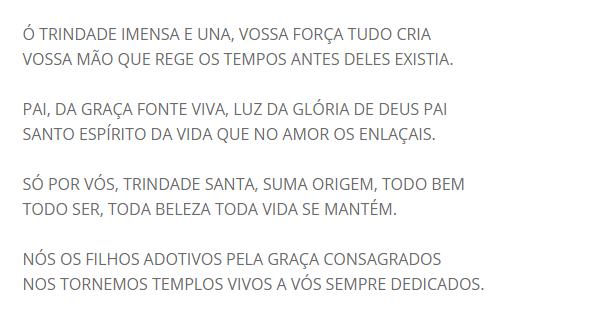 Ó TRINDADE IMENSA E UNA, VOSSA FORÇA TUDO CRIA
VOSSA MÃO QUE REGE OS TEMPOS ANTES DELES EXISTIA.
PAI, DA GRAÇA FONTE VIVA, LUZ DA GLÓRIA DE DEUS PAI
SANTO ESPÍRITO DA VIDA QUE NO AMOR OS ENLAÇAIS.
SÓ POR VÓS, TRINDADE SANTA, SUMA ORIGEM, TODO BEM
TODO SER, TODA BELEZA TODA VIDA SE MANTÉM.
NÓS OS FILHOS ADOTIVOS PELA GRAÇA CONSAGRADOS
NOS TORNEMOS TEMPLOS VIVOS A VÓS SEMPRE DEDICADOS.